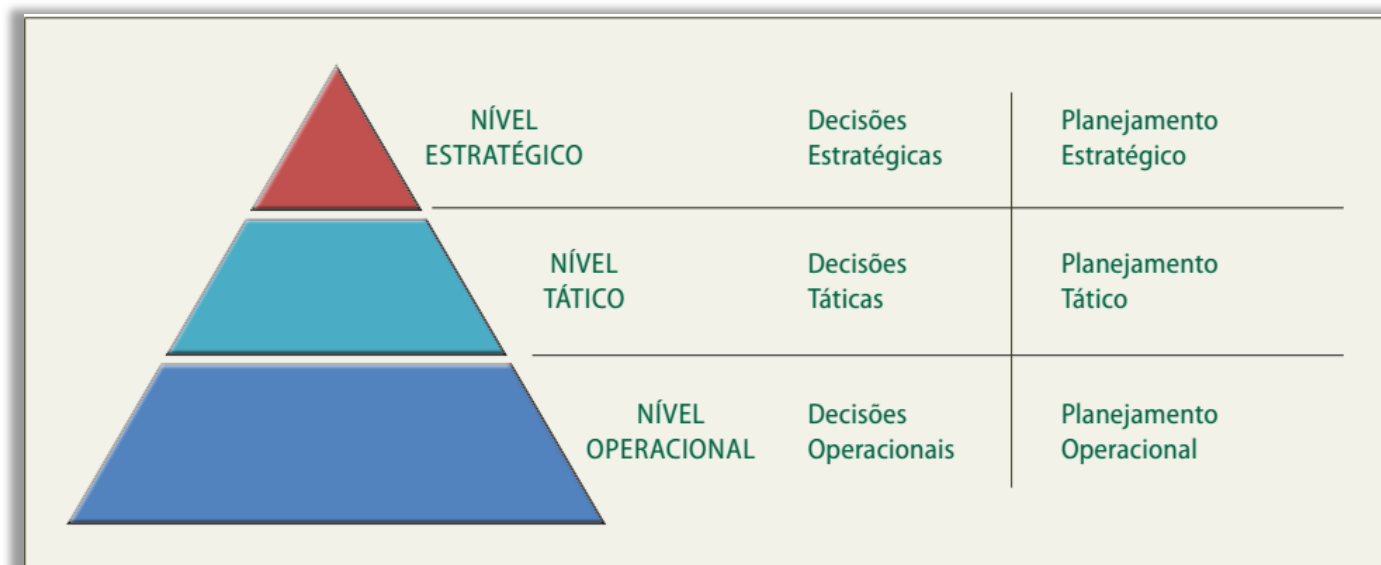 NÍVEL
ESTRATÉGICO
Decisões
Estratégicas
Planejamento
Estratégico
NÍVEL
TÁTICO
Decisões
Táticas
Planejamento
Tático
NÍVEL
OPERACIONAL
Decisões
Operacionais
Planejamento
Operacional